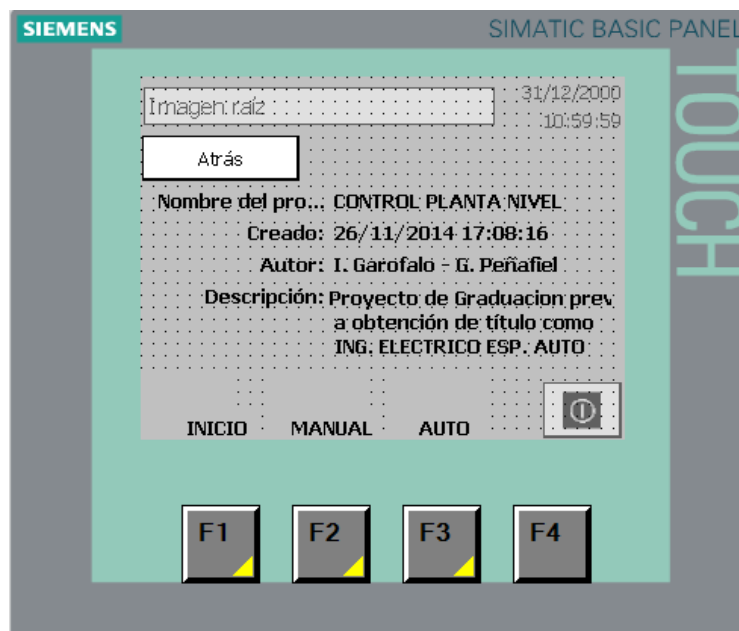 SIEMENS
SIMATIC BASIC PANEL
TOUCH
Imagen raíz
31/12/2000
10:59:59
Atrás
Nombre del pro... CONTROL PLANTA NIVEL
Creado: 26/11/2014 17:08:16
Autor: I. Garofalo - G. Peñafiel
Descripción: Proyecto de Graduacion prev
a obtención de título como
ING. ELECTRICO ESP. AUTO
INICIO MANUAL AUTO
F1 F2 F3 F4